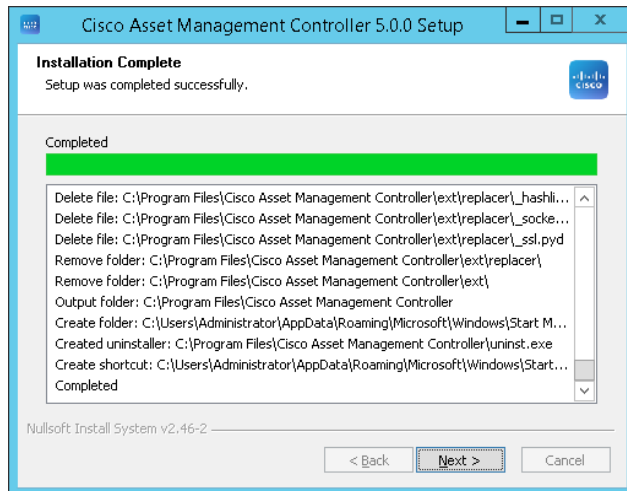 Cisco Asset Management Controller 5.0.0 Setup
Installation Complete
Setup was completed successfully.
cisco
Completed
Delete file: C:\Program Files\Cisco Asset Management Controller\ext\replacer\_hashli...
Delete file: C:\Program Files\Cisco Asset Management Controller\ext\replacer\_socke...
Delete file: C:\Program Files\Cisco Asset Management Controller\ext\replacer\_ssl.pyd
Remove folder: C:\Program Files\Cisco Asset Management Controller\ext\replacer\
Remove folder: C:\Program Files\Cisco Asset Management Controller\ext\
Output folder: C:\Program Files\Cisco Asset Management Controller
Create folder: C:\Users\Administrator\AppData\Roaming\Microsoft\Windows\Start M...
Created uninstaller: C:\Program Files\Cisco Asset Management Controller\uninst.exe
Create shortcut: C:\Users\Administrator\AppData\Roaming\Microsoft\Windows\Start...
Completed
Nullsoft Install System v2.46-2
< Back Next > Cancel